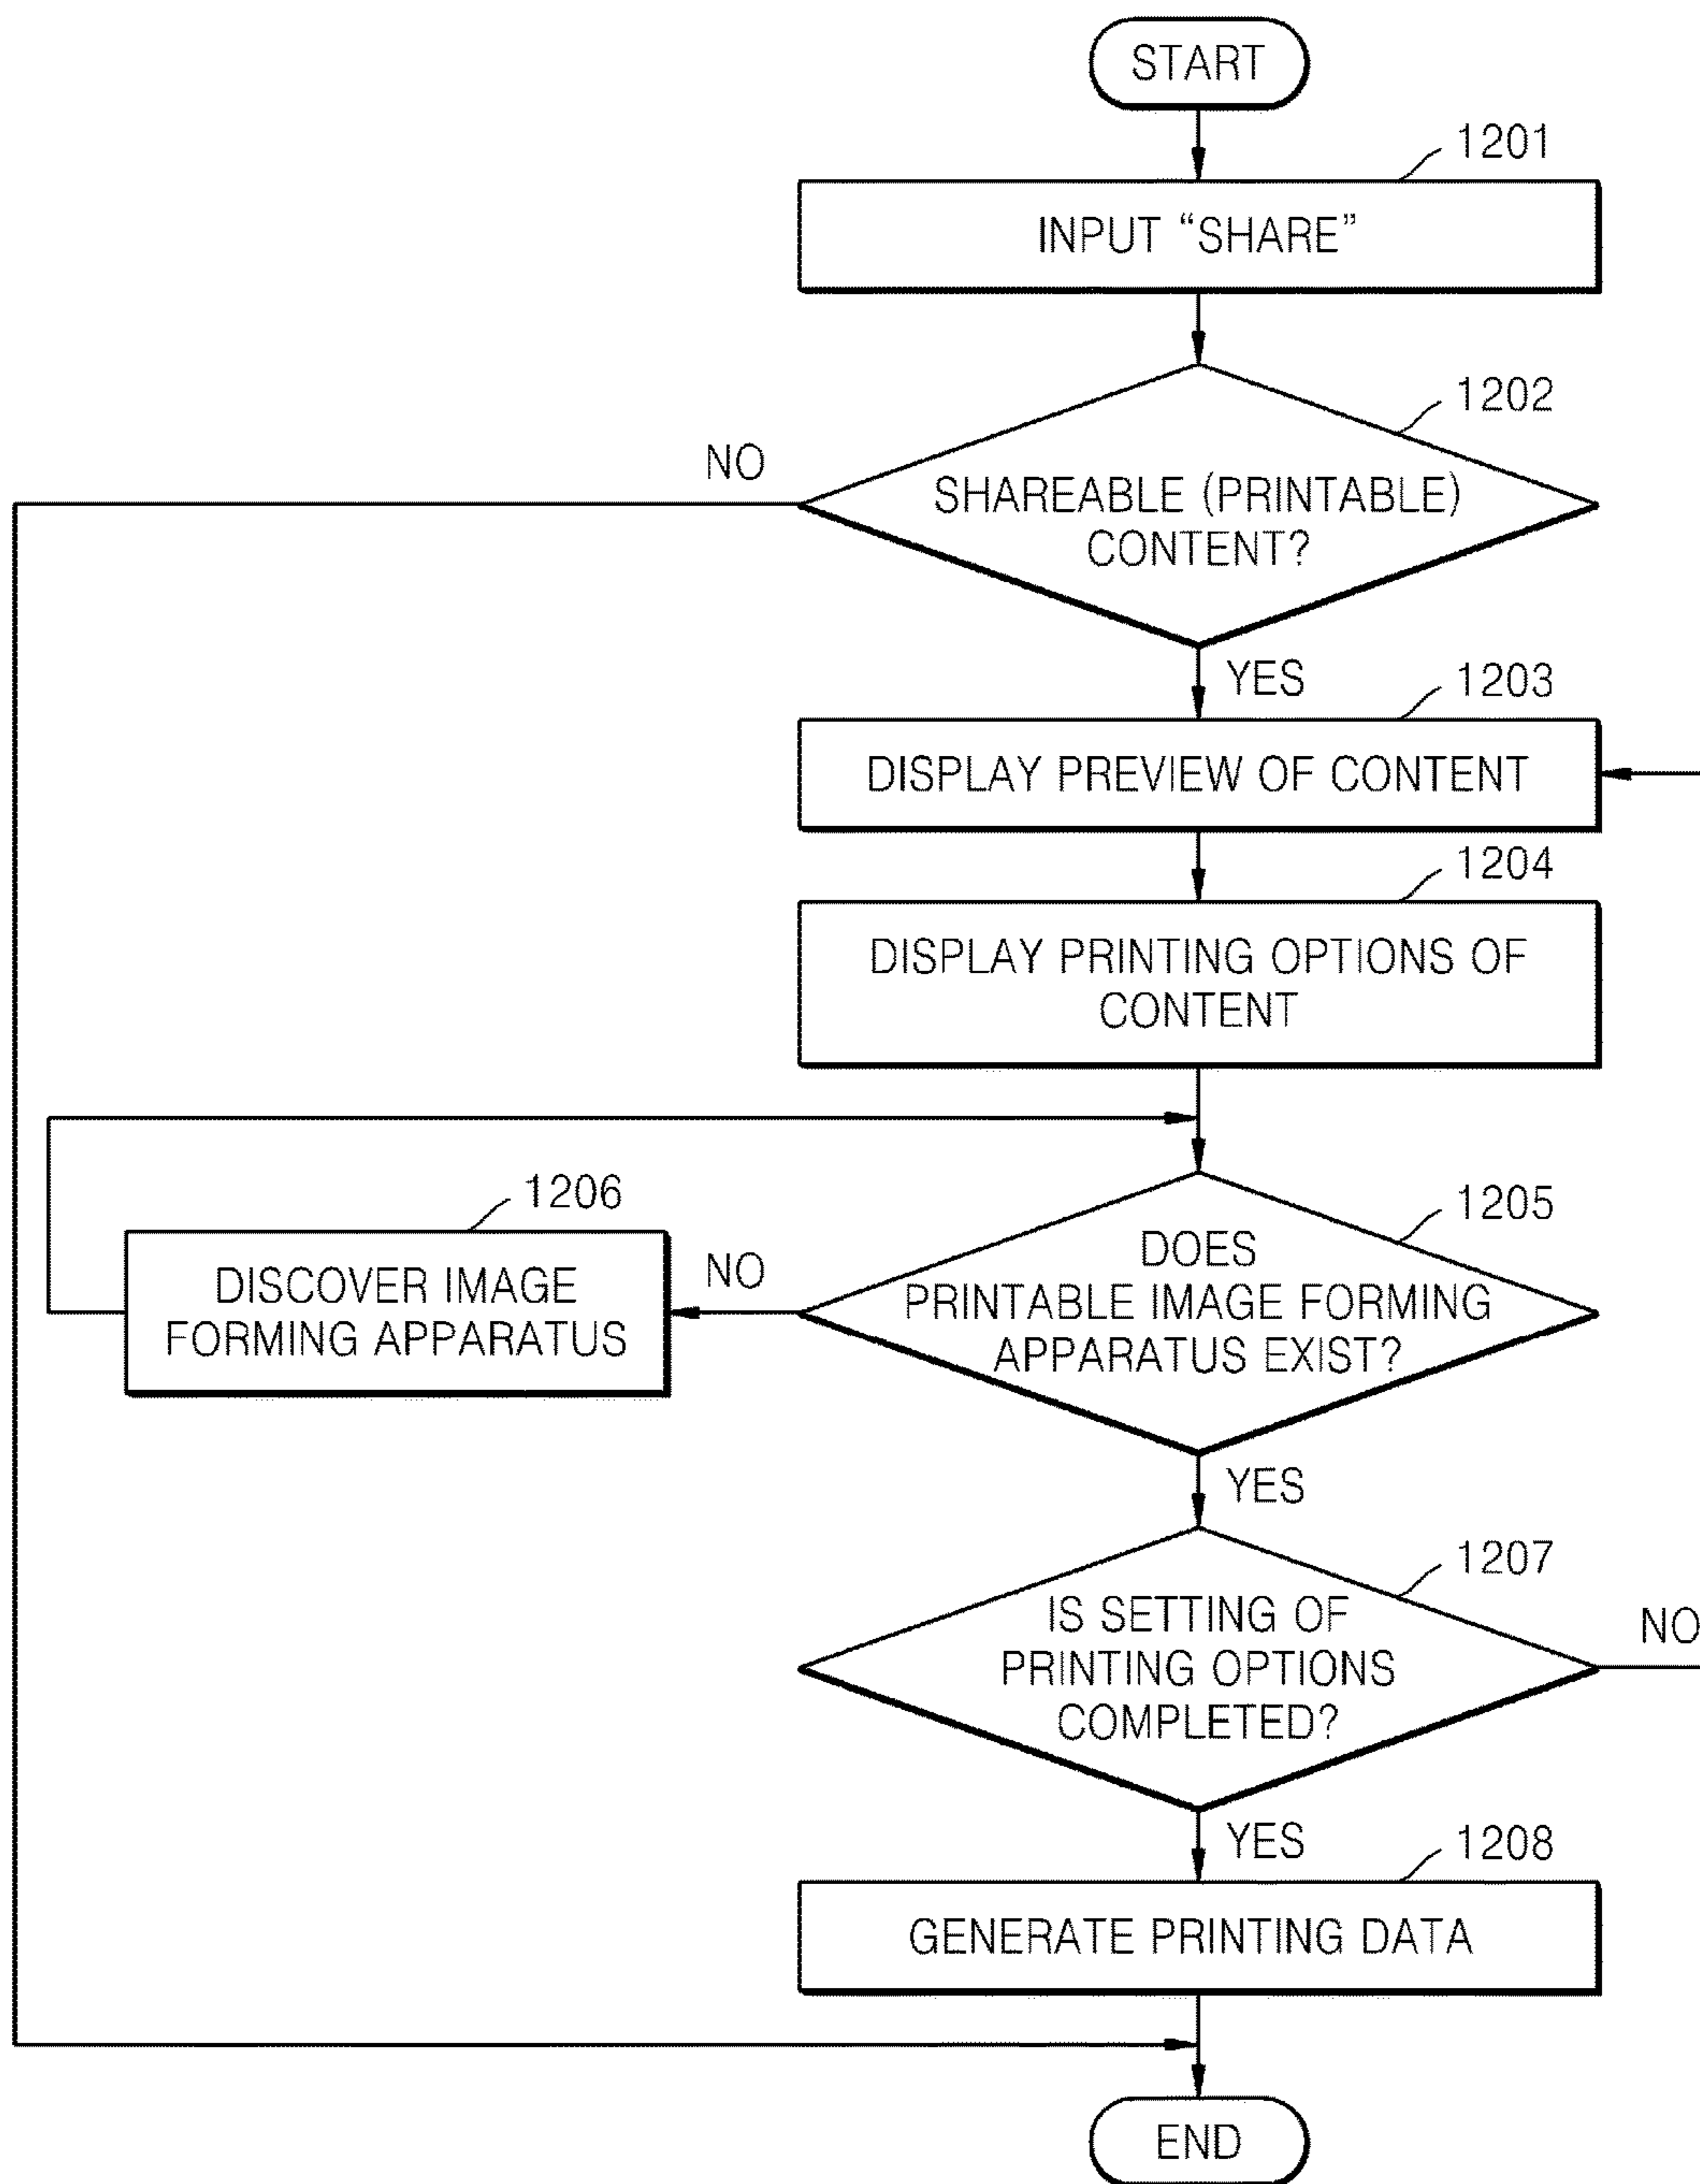 START
1201
INPUT “SHARE”
1202
NO
SHAREABLE (PRINTABLE)
CONTENT?
YES
1203
DISPLAY PREVIEW OF CONTENT
1204
DISPLAY PRINTING OPTIONS OF
CONTENT
1206
DISCOVER IMAGE
FORMING APPARATUS
NO
1205
DOES
PRINTABLE IMAGE FORMING
APPARATUS EXIST?
YES
1207
IS SETTING OF
PRINTING OPTIONS
COMPLETED?
NO
YES
1208
GENERATE PRINTING DATA
END